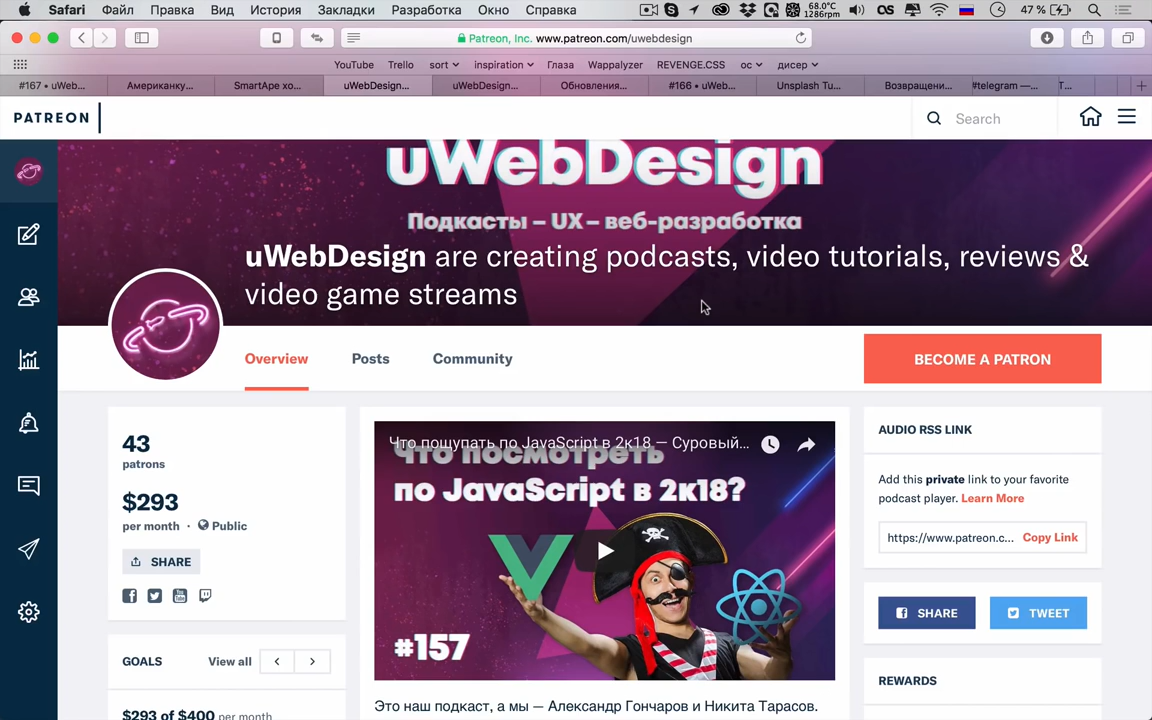 Safari Файл Правка Вид История Закладки Разработка Окно Справка 68.0°C 1286rpm 47 %
Patreon, Inc. www.patreon.com/uwebdesign
YouTube Trello sort inspiration Глаза Wappalyzer REVENGE.CSS ос дисер
#167 • uWeb... Американку... SmartApe хо... uWebDesign... uWebDesign... Обновления... #166 • uWeb... Unsplash Tu... Возвращени... #telegram —... T...
PATREON Search
uWebDesign
Подкасты – UX – веб-разработка
uWebDesign are creating podcasts, video tutorials, reviews &
video game streams
Overview Posts Community BECOME A PATRON
43
patrons
$293
per month · Public
SHARE
Что пощупать по JavaScript в 2к18 — Суровый...
Что посмотреть
по JavaScript в 2к18?
#157
AUDIO RSS LINK
Add this private link to your favorite
podcast player. Learn More
https://www.patreon.c... Copy Link
SHARE TWEET
GOALS View all
REWARDS
$293 of $400 per month
Это наш подкаст, а мы — Александр Гончаров и Никита Тарасов.